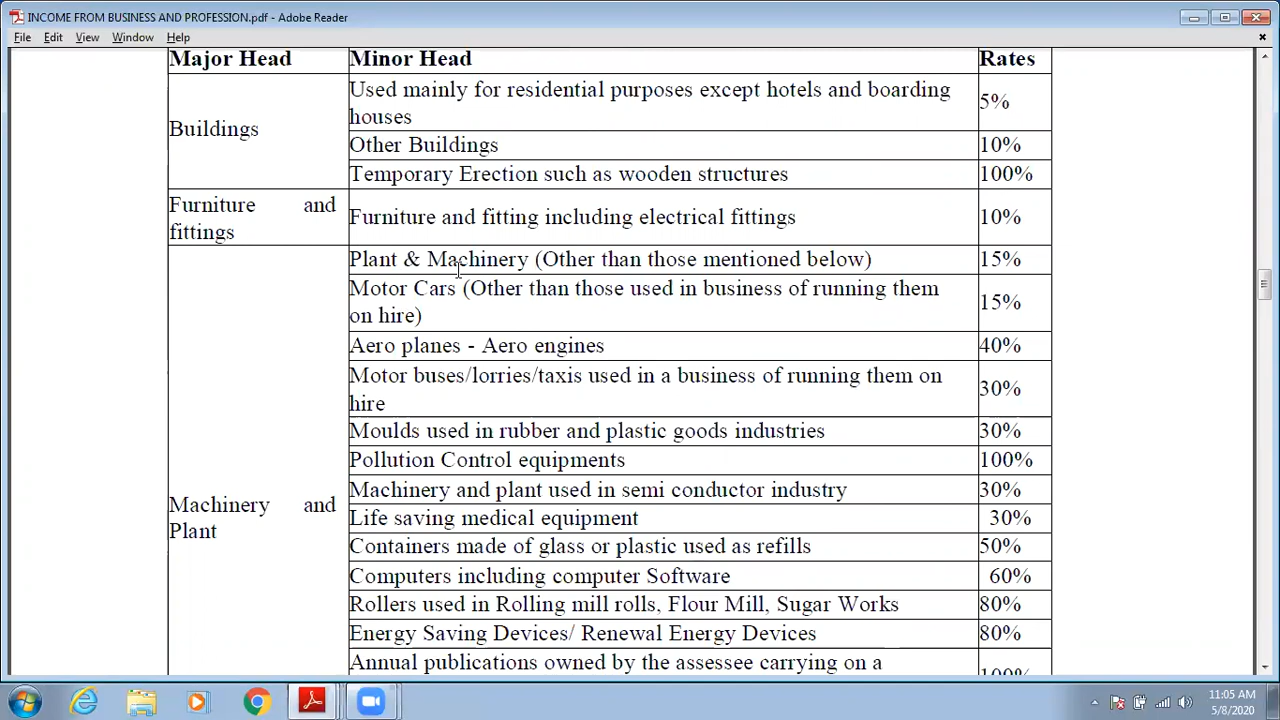 INCOME FROM BUSINESS AND PROFESSION.pdf - Adobe Reader
File Edit View Window Help
Major Head Minor Head Rates
Buildings
Used mainly for residential purposes except hotels and boarding
houses
5%
Other Buildings 10%
Temporary Erection such as wooden structures 100%
Furniture and
fittings
Furniture and fitting including electrical fittings 10%
Machinery and
Plant
Plant & Machinery (Other than those mentioned below) 15%
Motor Cars (Other than those used in business of running them
on hire)
15%
Aero planes - Aero engines 40%
Motor buses/lorries/taxis used in a business of running them on
hire
30%
Moulds used in rubber and plastic goods industries 30%
Pollution Control equipments 100%
Machinery and plant used in semi conductor industry 30%
Life saving medical equipment 30%
Containers made of glass or plastic used as refills 50%
Computers including computer Software 60%
Rollers used in Rolling mill rolls, Flour Mill, Sugar Works 80%
Energy Saving Devices/ Renewal Energy Devices 80%
Annual publications owned by the assessee carrying on a
100%
11:05 AM
5/8/2020